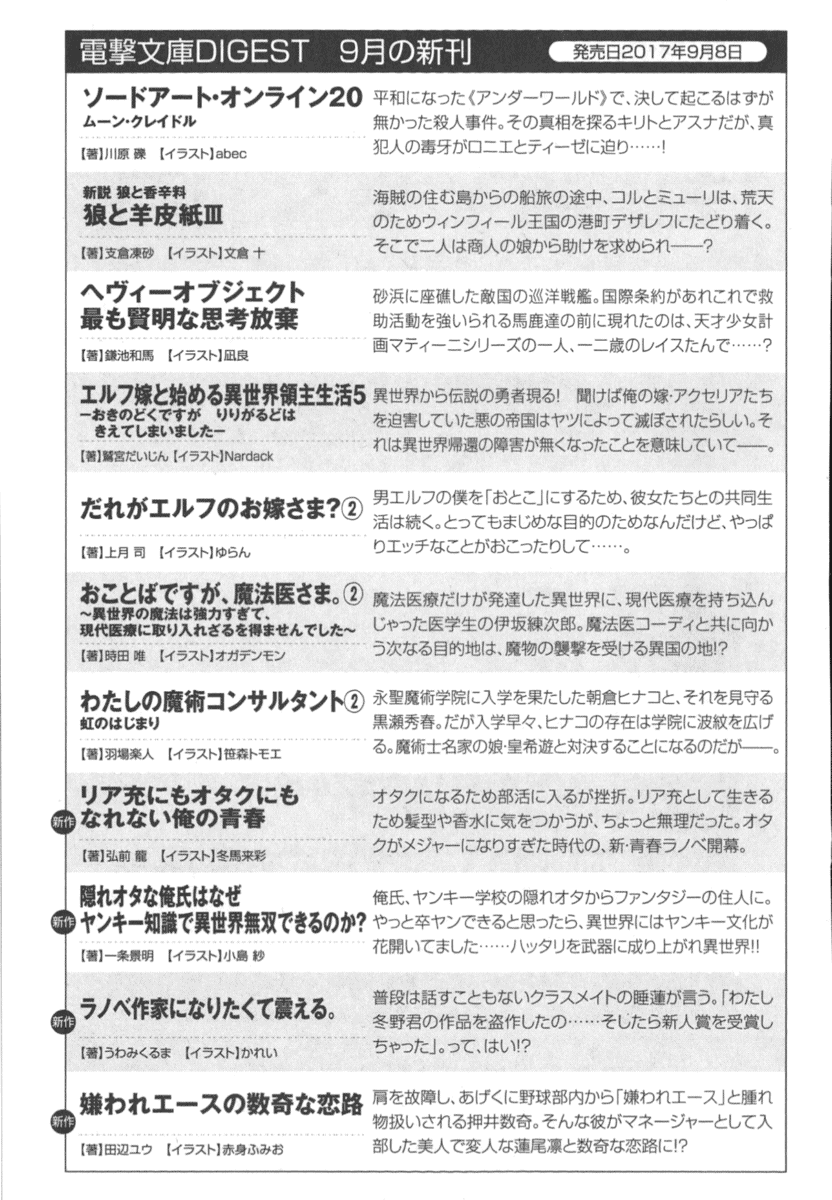 電撃文庫DIGEST 9月の新刊
発売日2017年9月8日
ソードアート・オンライン20
ムーン・クレイドル
【著】川原 礫 【イラスト】abec
平和になった《アンダーワールド》で、決して起こるはずが
無かった殺人事件。その真相を探るキリトとアスナだが、真
犯人の毒牙がロニエとティーゼに迫り……！
新説 狼と香辛料
狼と羊皮紙Ⅲ
【著】支倉凍砂 【イラスト】文倉 十
海賊の住む島からの船旅の途中、コルとミューリは、荒天
のためウィンフィール王国の港町デザレフにたどり着く。
そこで二人は商人の娘から助けを求められ――？
ヘヴィーオブジェクト
最も賢明な思考放棄
【著】鎌池和馬 【イラスト】凪良
砂浜に座礁した敵国の巡洋戦艦。国際条約があれこれで救
助活動を強いられる馬鹿達の前に現れたのは、天才少女計
画マティーニシリーズの一人、一二歳のレイスたんで……？
エルフ嫁と始める異世界領主生活5
－おきのどくですが りりがるどは
きえてしまいました－
【著】鷲宮だいじん 【イラスト】Nardack
異世界から伝説の勇者現る！ 聞けば俺の嫁・アクセリアたち
を迫害していた悪の帝国はヤツによって滅ぼされたらしい。そ
れは異世界帰還の障害が無くなったことを意味していて――。
だれがエルフのお嫁さま？②
【著】上月 司 【イラスト】ゆらん
男エルフの僕を「おとこ」にするため、彼女たちとの共同生
活は続く。とってもまじめな目的のためなんだけど、やっぱ
りエッチなことがおこったりして……。
おことばですが、魔法医さま。②
～異世界の魔法は強力すぎて、
現代医療に取り入れざるを得ませんでした～
【著】時田 唯 【イラスト】オガデンモン
魔法医療だけが発達した異世界に、現代医療を持ち込ん
じゃった医学生の伊坂練次郎。魔法医コーディと共に向か
う次なる目的地は、魔物の襲撃を受ける異国の地!?
わたしの魔術コンサルタント②
虹のはじまり
【著】羽場楽人 【イラスト】笹森トモエ
永聖魔術学院に入学を果たした朝倉ヒナコと、それを見守る
黒瀬秀春。だが入学早々、ヒナコの存在は学院に波紋を広げ
る。魔術士名家の娘・皇希遊と対決することになるのだが――。
新作
リア充にもオタクにも
なれない俺の青春
【著】弘前 龍 【イラスト】冬馬来彩
オタクになるため部活に入るが挫折。リア充として生きる
ため髪型や香水に気をつかうが、ちょっと無理だった。オタ
クがメジャーになりすぎた時代の、新・青春ラノベ開幕。
新作
隠れオタな俺氏はなぜ
ヤンキー知識で異世界無双できるのか？
【著】一条景明 【イラスト】小島 紗
俺氏、ヤンキー学校の隠れオタからファンタジーの住人に。
やっと卒ヤンできると思ったら、異世界にはヤンキー文化が
花開いてました……ハッタリを武器に成り上がれ異世界!!
新作
ラノベ作家になりたくて震える。
【著】うわみくるま 【イラスト】かれい
普段は話すこともないクラスメイトの睡蓮が言う。「わたし
冬野君の作品を盗作したの……そしたら新人賞を受賞し
ちゃった」。って、はい!?
新作
嫌われエースの数奇な恋路
【著】田辺ユウ 【イラスト】赤身ふみお
肩を故障し、あげくに野球部内から「嫌われエース」と腫れ
物扱いされる押井数奇。そんな彼がマネージャーとして入
部した美人で変人な蓮尾凛と数奇な恋路に!?